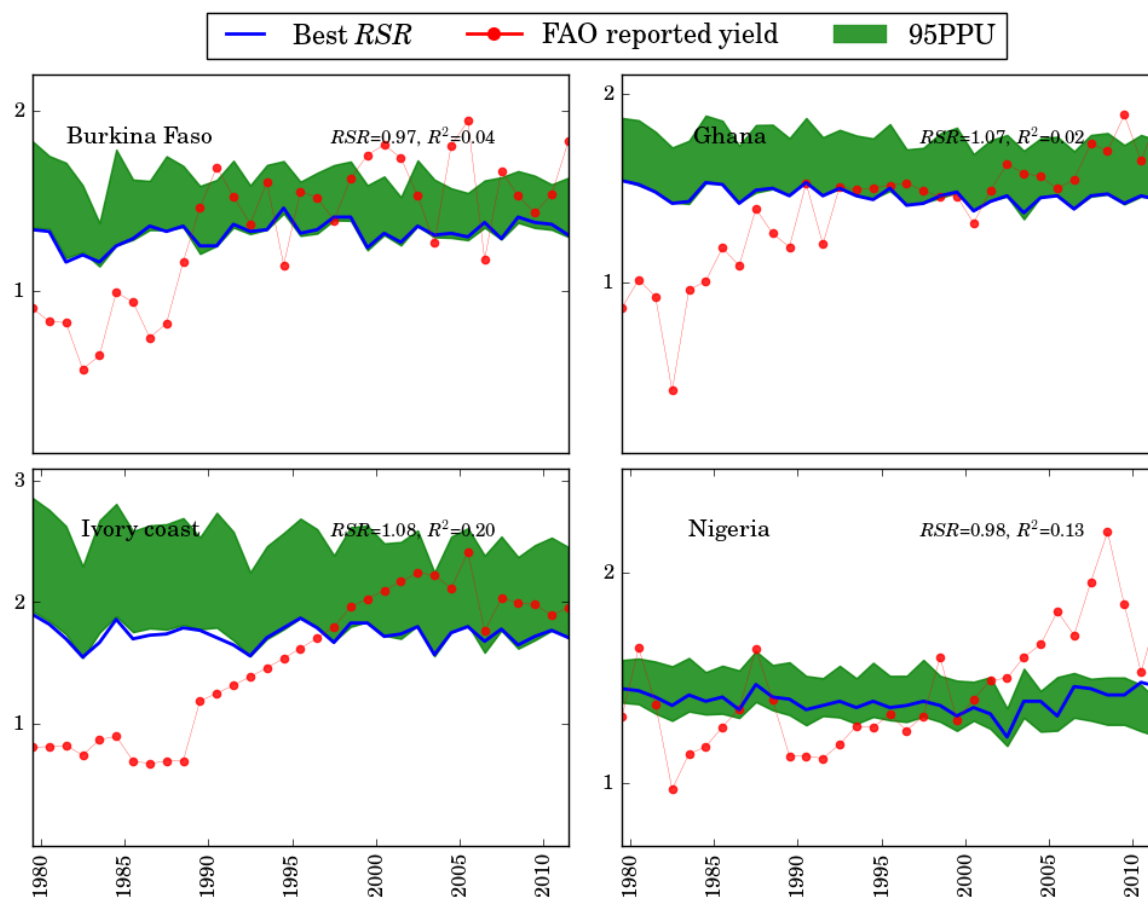 Best RSR FAO reported yield 95PPU
2
1
Burkina Faso
RSR=0.97, R²=0.04
2
1
Ghana
RSR=1.07, R²=0.02
3
2
1
Ivory coast
RSR=1.08, R²=0.20
2
1
Nigeria
RSR=0.98, R²=0.13
1980 1985 1990 1995 2000 2005 2010
1980 1985 1990 1995 2000 2005 2010